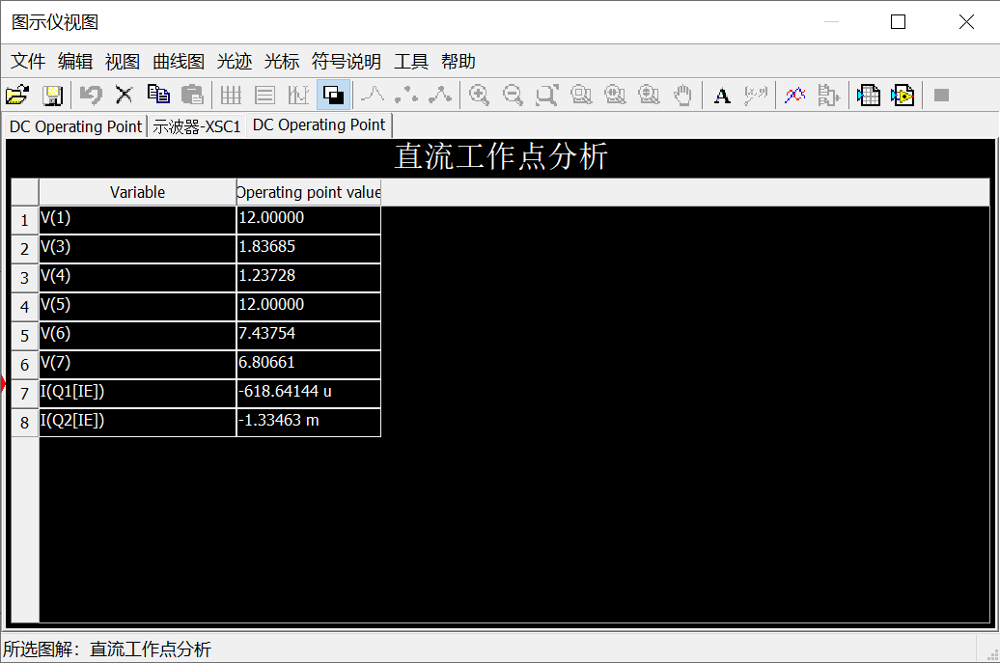 图示仪视图
文件 编辑 视图 曲线图 光迹 光标 符号说明 工具 帮助
DC Operating Point 示波器-XSC1 DC Operating Point
直流工作点分析
Variable Operating point value
1 V(1) 12.00000
2 V(3) 1.83685
3 V(4) 1.23728
4 V(5) 12.00000
5 V(6) 7.43754
6 V(7) 6.80661
7 I(Q1[IE]) -618.64144 u
8 I(Q2[IE]) -1.33463 m
所选图解：直流工作点分析